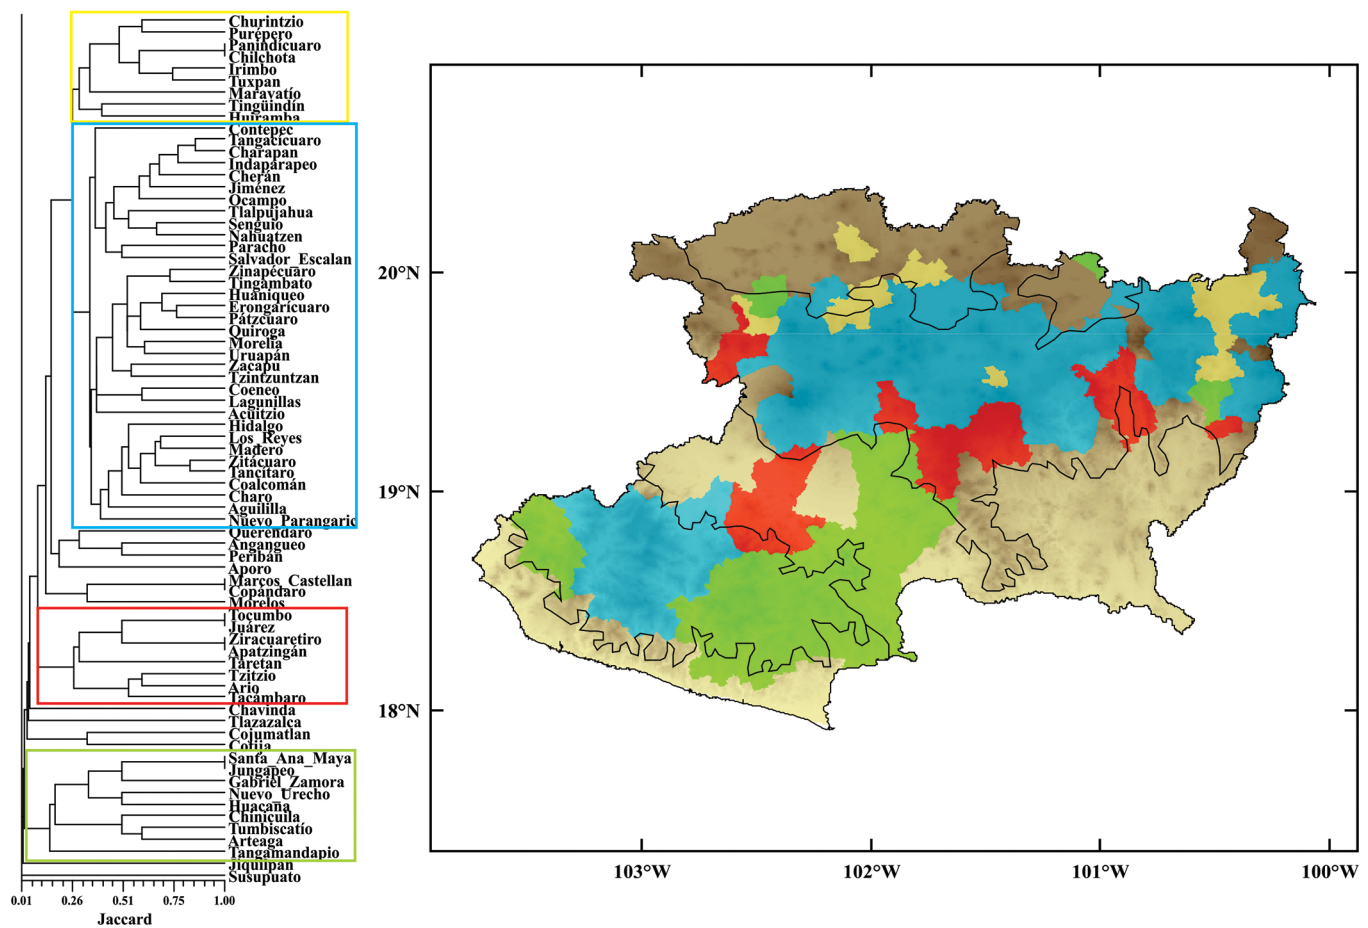 Churintzio
Purépero
Panindícuaro
Chilchota
Irimbo
Tuxpan
Maravatío
Tingüindín
Huiramba
Contepec
Tangacícuaro
Charapan
Indaparapeo
Cherán
Jiménez
Ocampo
Tlalpujahua
Senguio
Nahuatzen
Paracho
Salvador_Escalan
Zinapécuaro
Tingambato
Huaniqueo
Erongarícuaro
Pátzcuaro
Quiroga
Morelia
Uruapán
Zacapu
Tzintzuntzan
Coeneo
Lagunillas
Acuitzio
Hidalgo
Los_Reyes
Madero
Zitácuaro
Tancítaro
Coalcomán
Charo
Aguililla
Nuevo_Parangaric
Queréndaro
Angangueo
Peribán
Aporo
Marcos_Castellan
Copándaro
Morelos
Tocumbo
Juárez
Ziracuaretiro
Apatzingán
Taretan
Tzitzio
Ario
Tacámbaro
Chavinda
Tlazazalca
Cojumatlan
Cotija
Santa_Ana_Maya
Jungapeo
Gabriel_Zamora
Nuevo_Urecho
Huacana
Chinicuila
Tumbiscatío
Arteaga
Tangamandapio
Jiquilpan
Susupuato
0.01 0.26 0.51 0.75 1.00
Jaccard
20°N
19°N
18°N
103°W 102°W 101°W 100°W